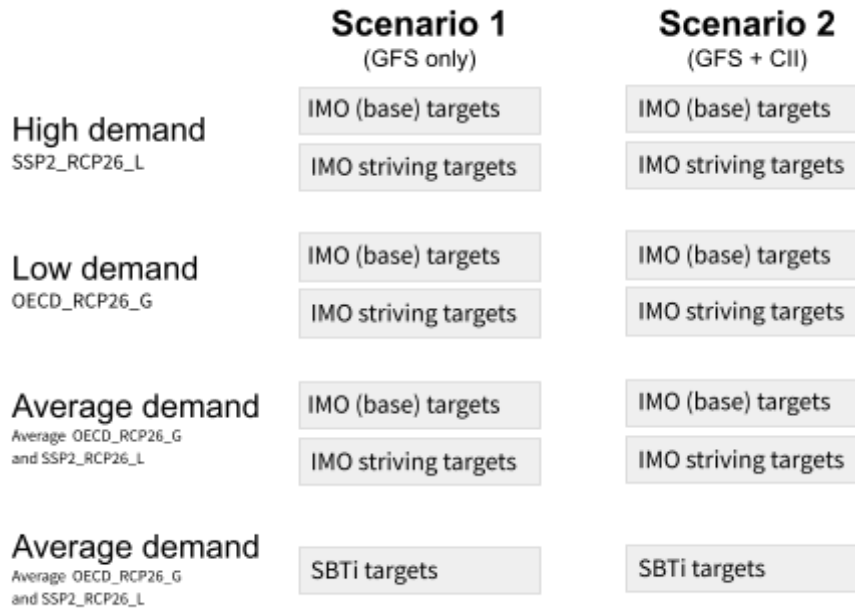 Scenario 1
Scenario 2
(GFS only)
(GFS + CII)
High demand
SSP2_RCP26_L
IMO (base) targets
IMO (base) targets
IMO striving targets
IMO striving targets
Low demand
OECD_RCP26_G
IMO (base) targets
IMO (base) targets
IMO striving targets
IMO striving targets
Average demand
Average OECD_RCP26_G
and SSP2_RCP26_L
IMO (base) targets
IMO (base) targets
IMO striving targets
IMO striving targets
Average demand
Average OECD_RCP26_G
and SSP2_RCP26_L
SBTi targets
SBTi targets